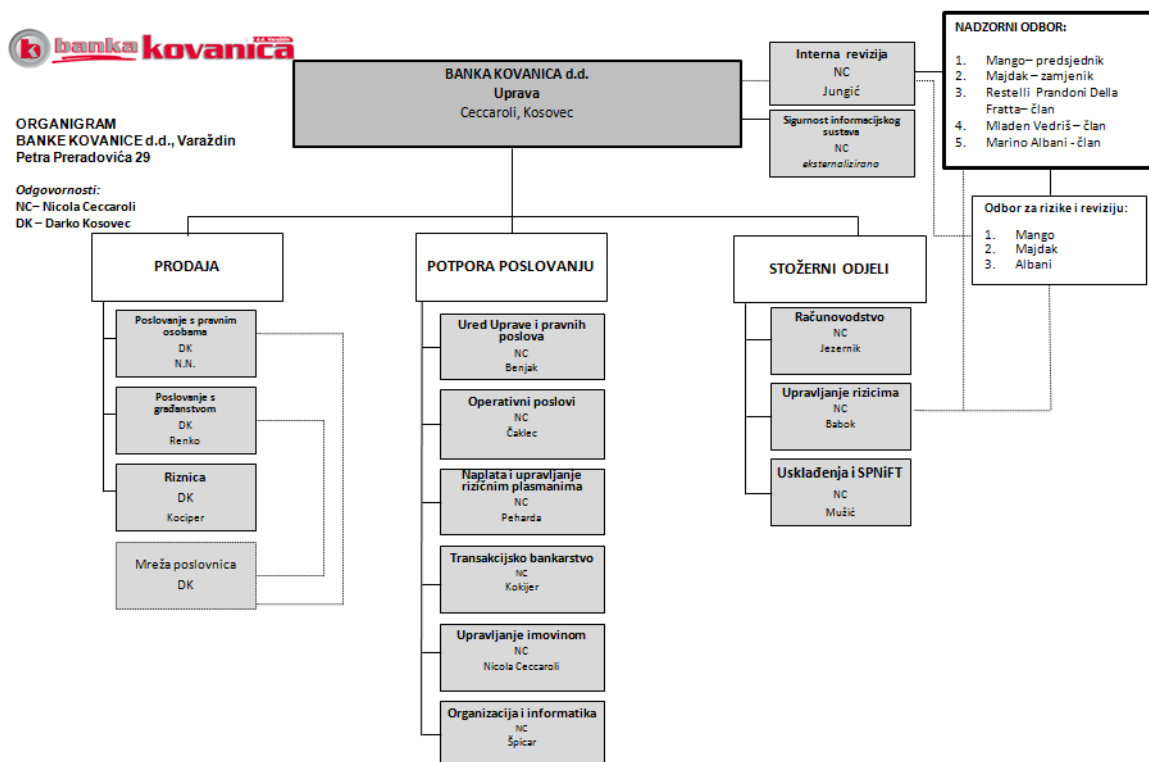 banka kovanica
d.d. Varaždin
ORGANIGRAM
BANKE KOVANICE d.d., Varaždin
Petra Preradovića 29
Odgovornosti:
NC– Nicola Ceccaroli
DK – Darko Kosovec
BANKA KOVANICA d.d.
Uprava
Ceccaroli, Kosovec
Interna revizija
NC
Jungić
Sigurnost informacijskog
sustava
NC
eksternalizirano
NADZORNI ODBOR:
1. Mango– predsjednik
2. Majdak – zamjenik
3. Restelli Prandoni Della
Fratta– član
4. Mladen Vedriš – član
5. Marino Albani - član
Odbor za rizike i reviziju:
1. Mango
2. Majdak
3. Albani
PRODAJA
Poslovanje s pravnim
osobama
DK
N.N.
Poslovanje s
građanstvom
DK
Renko
Riznica
DK
Kociper
Mreža poslovnica
DK
POTPORA POSLOVANJU
Ured Uprave i pravnih
poslova
NC
Benjak
Operativni poslovi
NC
Čaklec
Naplata i upravljanje
rizičnim plasmanima
NC
Peharda
Transakcijsko bankarstvo
NC
Kokijer
Upravljanje imovinom
NC
Nicola Ceccaroli
Organizacija i informatika
NC
Špicar
STOŽERNI ODJELI
Računovodstvo
NC
Jezernik
Upravljanje rizicima
NC
Babok
Usklađenja i SPNiFT
NC
Mužić